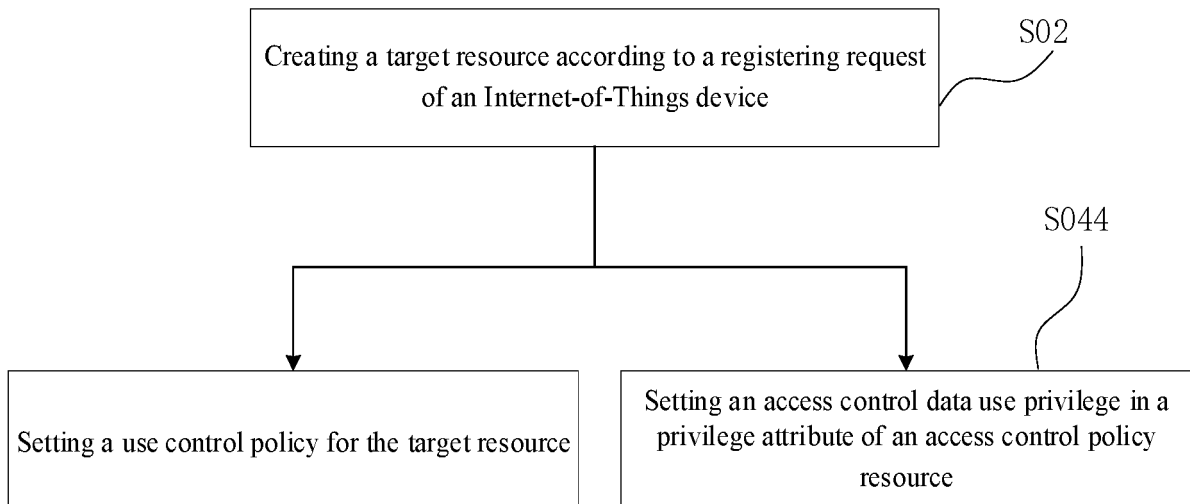 S02
Creating a target resource according to a registering request
of an Internet-of-Things device
S044
Setting a use control policy for the target resource
Setting an access control data use privilege in a
privilege attribute of an access control policy
resource